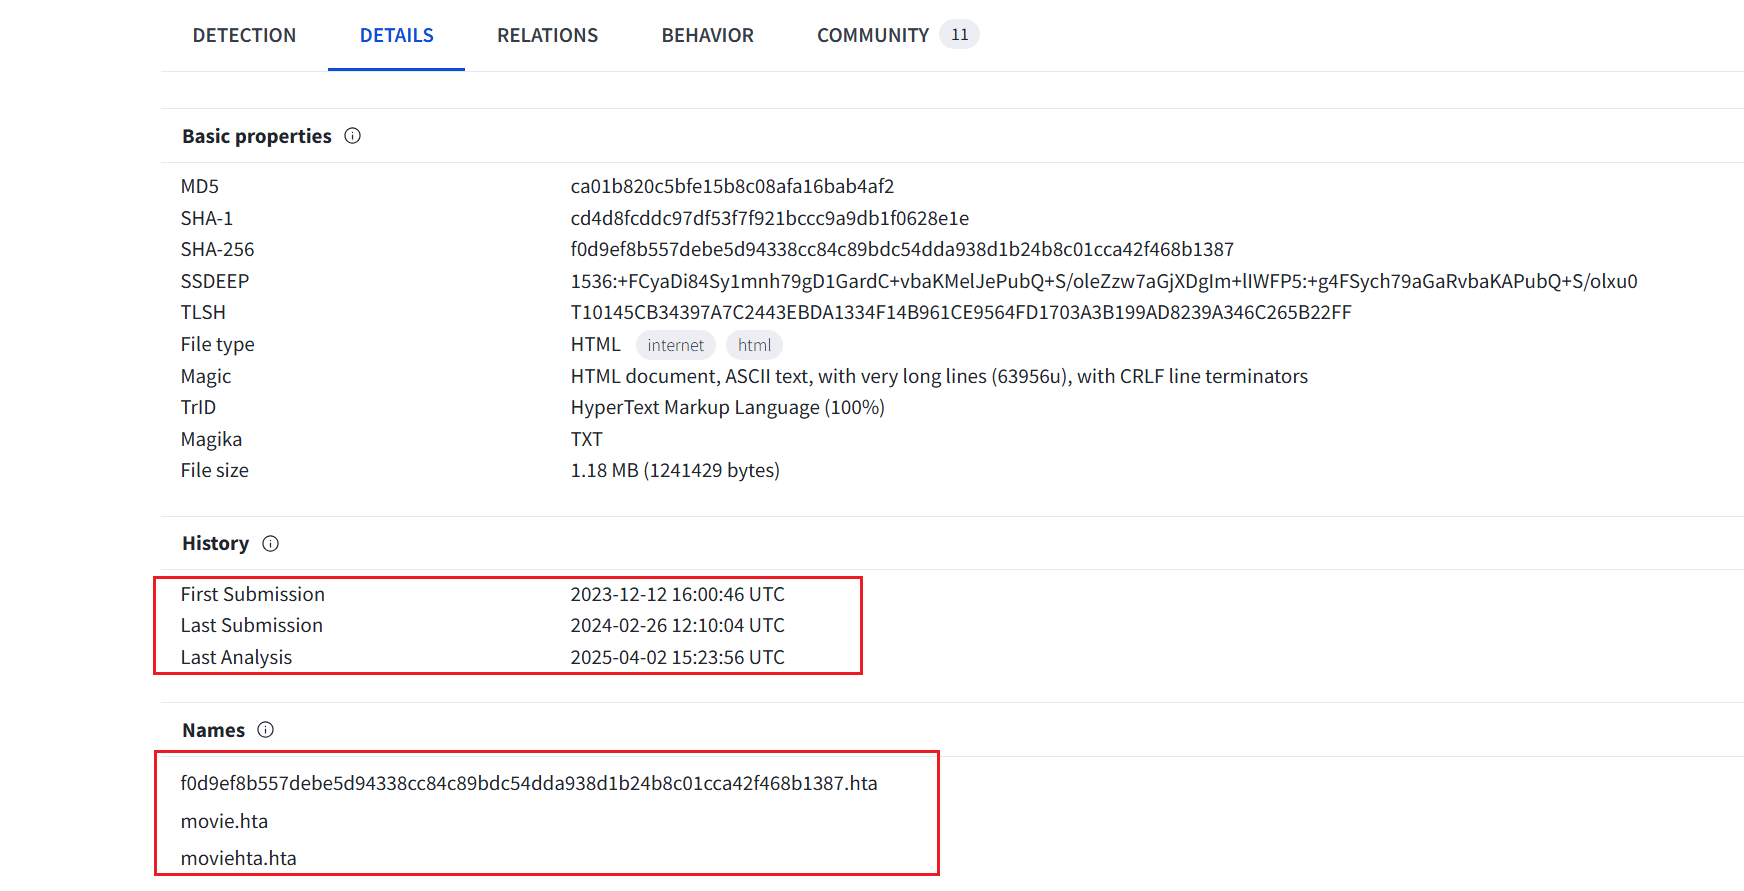 DETECTION DETAILS RELATIONS BEHAVIOR COMMUNITY 11
Basic properties
MD5 ca01b820c5bfe15b8c08afa16bab4af2
SHA-1 cd4d8fcddc97df53f7f921bccc9a9db1f0628e1e
SHA-256 f0d9ef8b557debe5d94338cc84c89bdc54dda938d1b24b8c01cca42f468b1387
SSDEEP 1536:+FCyaDi84Sy1mnh79gD1GardC+vbaKMelJePubQ+S/oleZzw7aGjXDgIm+lIWFP5:+g4FSych79aGaRvbaKAPubQ+S/olxu0
TLSH T10145CB34397A7C2443EBDA1334F14B961CE9564FD1703A3B199AD8239A346C265B22FF
File type HTML internet html
Magic HTML document, ASCII text, with very long lines (63956u), with CRLF line terminators
TrID HyperText Markup Language (100%)
Magika TXT
File size 1.18 MB (1241429 bytes)
History
First Submission 2023-12-12 16:00:46 UTC
Last Submission 2024-02-26 12:10:04 UTC
Last Analysis 2025-04-02 15:23:56 UTC
Names
f0d9ef8b557debe5d94338cc84c89bdc54dda938d1b24b8c01cca42f468b1387.hta
movie.hta
moviehta.hta